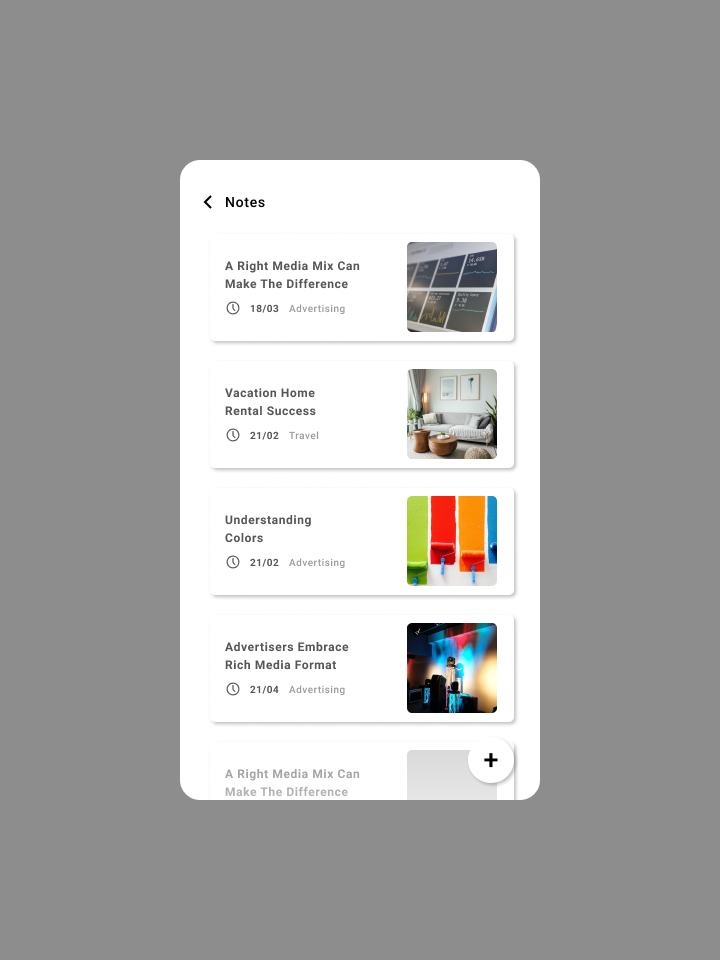 Notes
A Right Media Mix Can
Make The Difference
18/03 Advertising
Vacation Home
Rental Success
21/02 Travel
Understanding
Colors
21/02 Advertising
Advertisers Embrace
Rich Media Format
21/04 Advertising
A Right Media Mix Can
Make The Difference